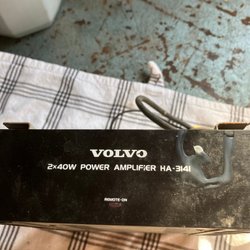 VOLVO
2×40W POWER AMPLIFIER HA-3141
REMOTE-ON